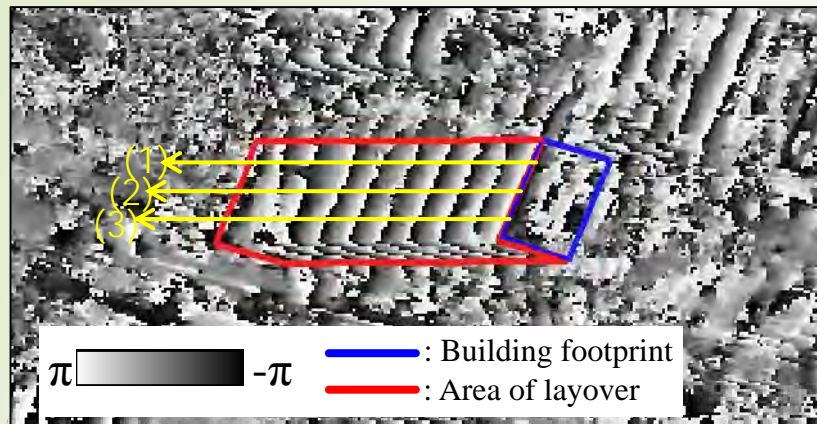 (1)
(2)
(3)
π -π
: Building footprint
: Area of layover